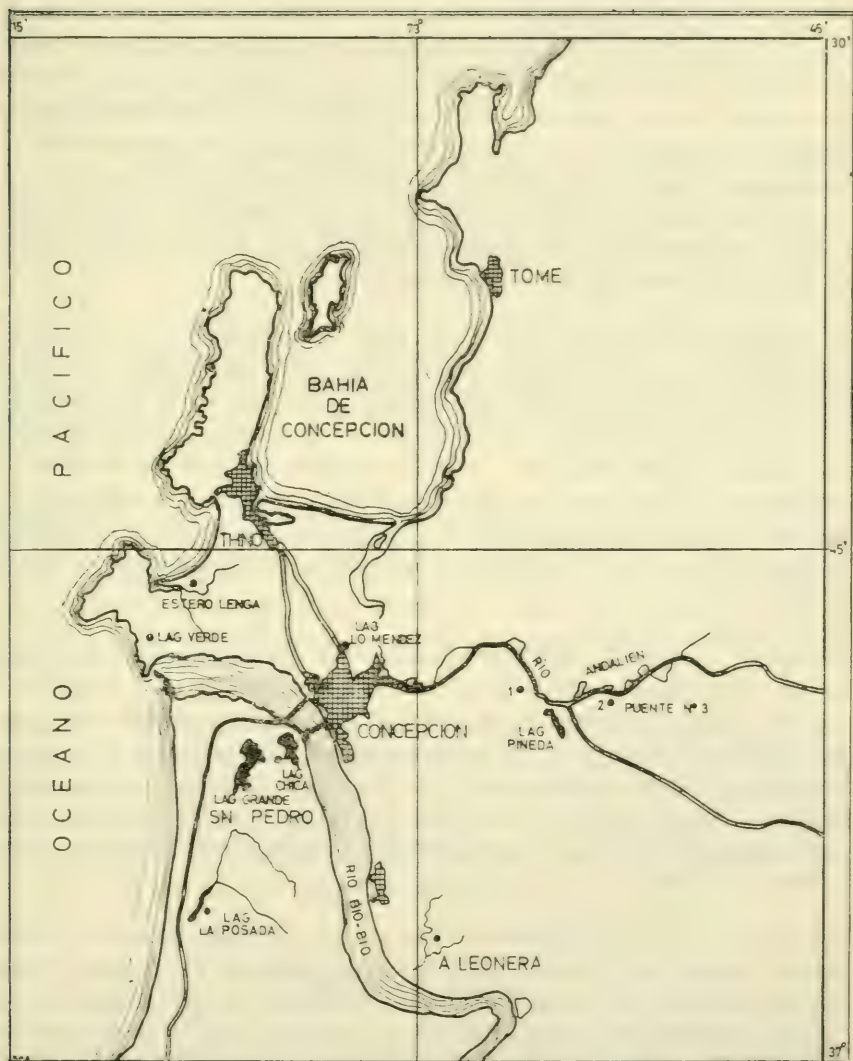 15'
73°
45'
30'
PACIFICO
TOME
BAHIA
DE
CONCEPCION
THNO
45'
ESTERO LENGA
LAG VERDE
LAG
LO MENDEZ
OCEANO
RÍO
ANDALIEN
1
2
PUENTE Nº 3
CONCEPCION
LAG
PINEDA
LAG
CHICA
LAG GRANDE
SN PEDRO
RIO BIO-BIO
LAG
LA POSADA
A LEONERA
37°